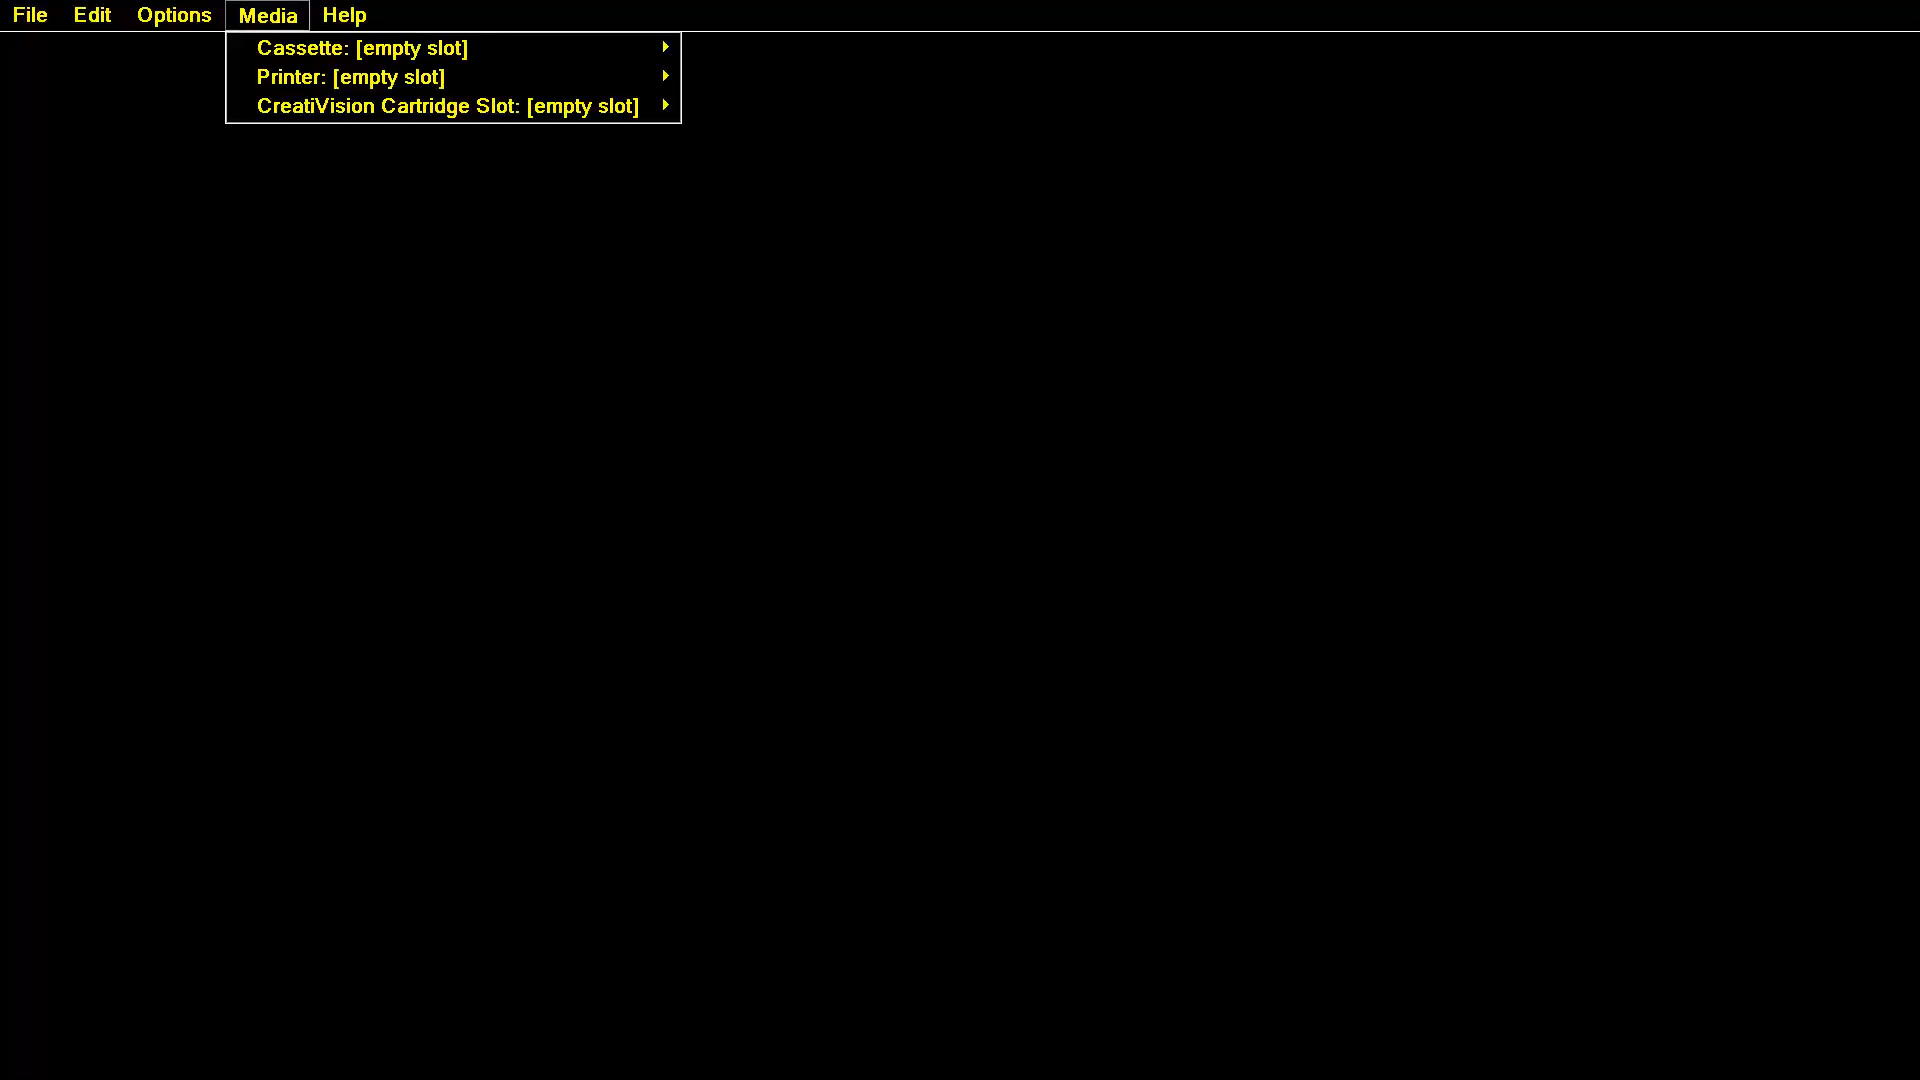 File Edit Options Media Help
Cassette: [empty slot]
Printer: [empty slot]
CreatiVision Cartridge Slot: [empty slot]